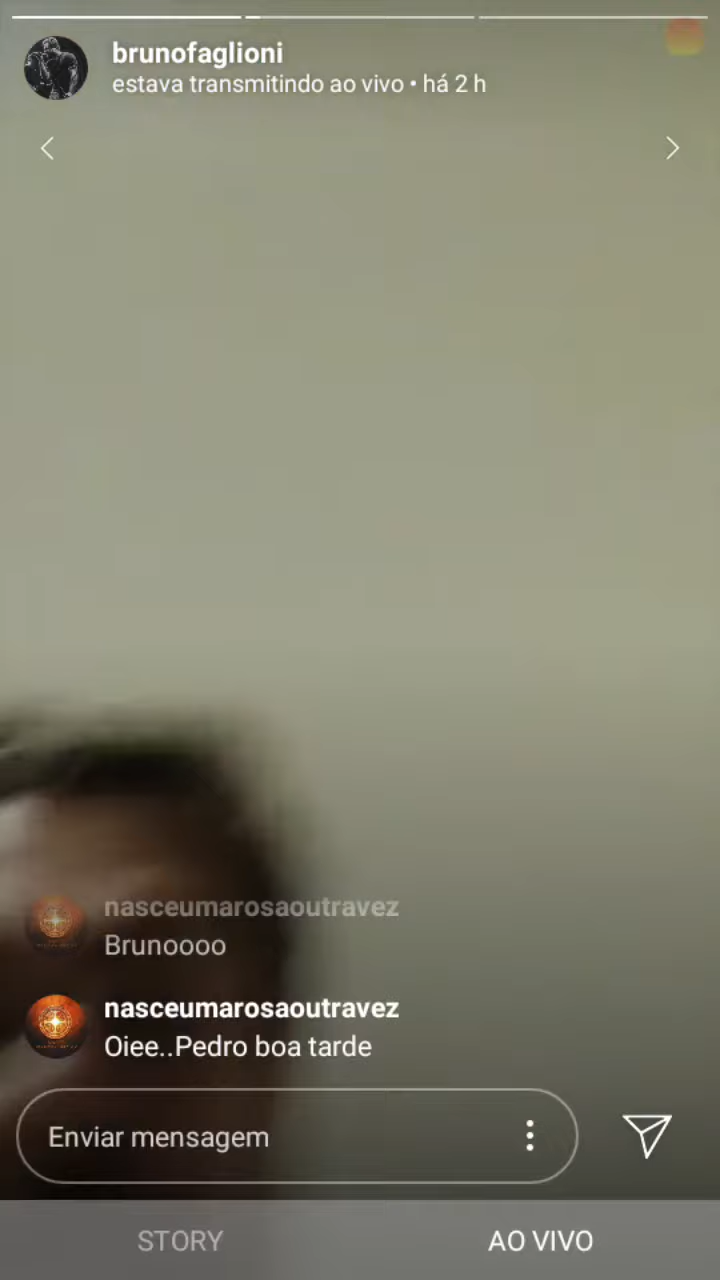 brunofaglioni
estava transmitindo ao vivo • há 2 h
nasceumarosaoutravez
Brunoooo
nasceumarosaoutravez
Oiee..Pedro boa tarde
Enviar mensagem
STORY
AO VIVO